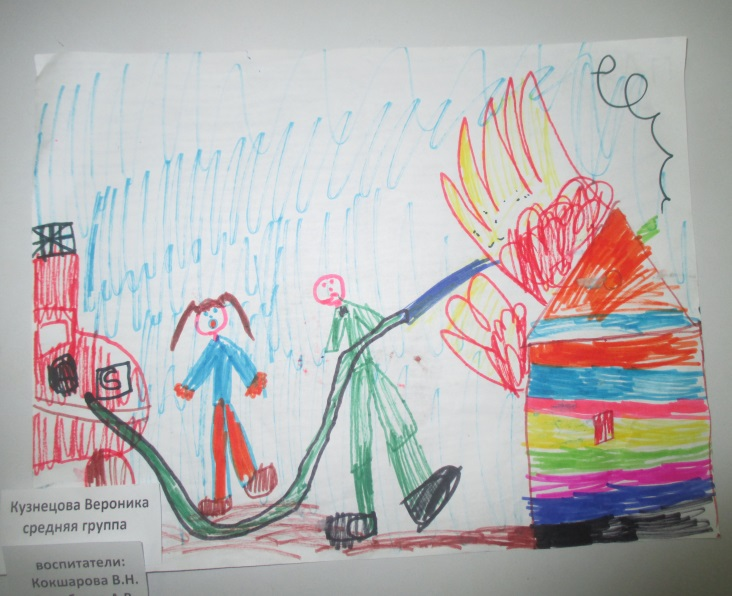 S
Кузнецова Вероника
средняя группа
воспитатели:
Кокшарова В.Н.